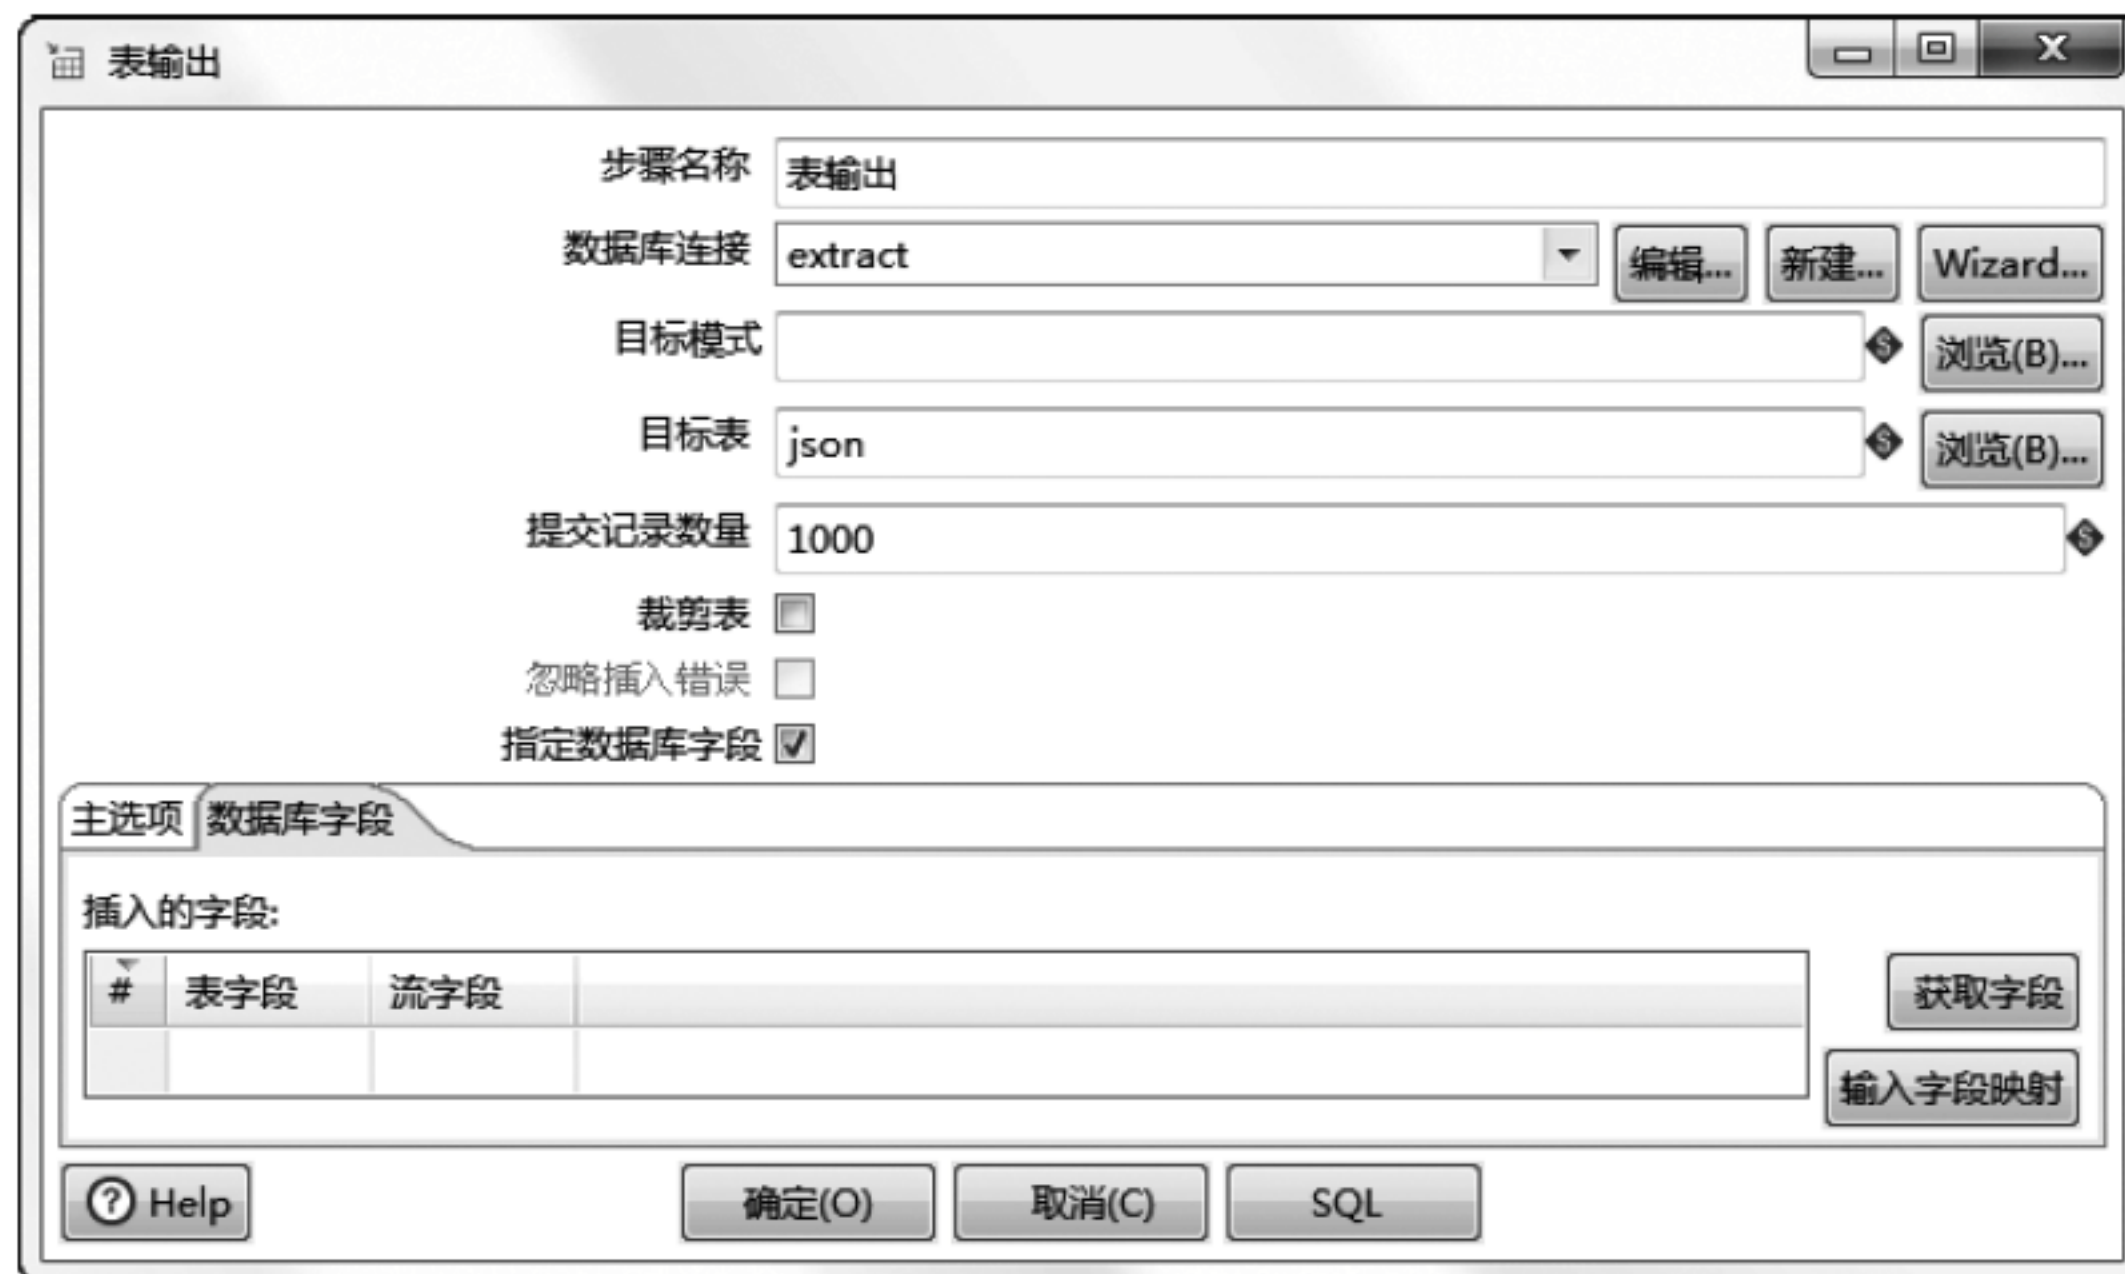 表输出
步骤名称 表输出
数据库连接 extract 编辑... 新建... Wizard...
目标模式 浏览(B)...
目标表 json 浏览(B)...
提交记录数量 1000
裁剪表
忽略插入错误
指定数据库字段
主选项 数据库字段
插入的字段:
# 表字段 流字段 获取字段
输入字段映射
Help 确定(O) 取消(C) SQL